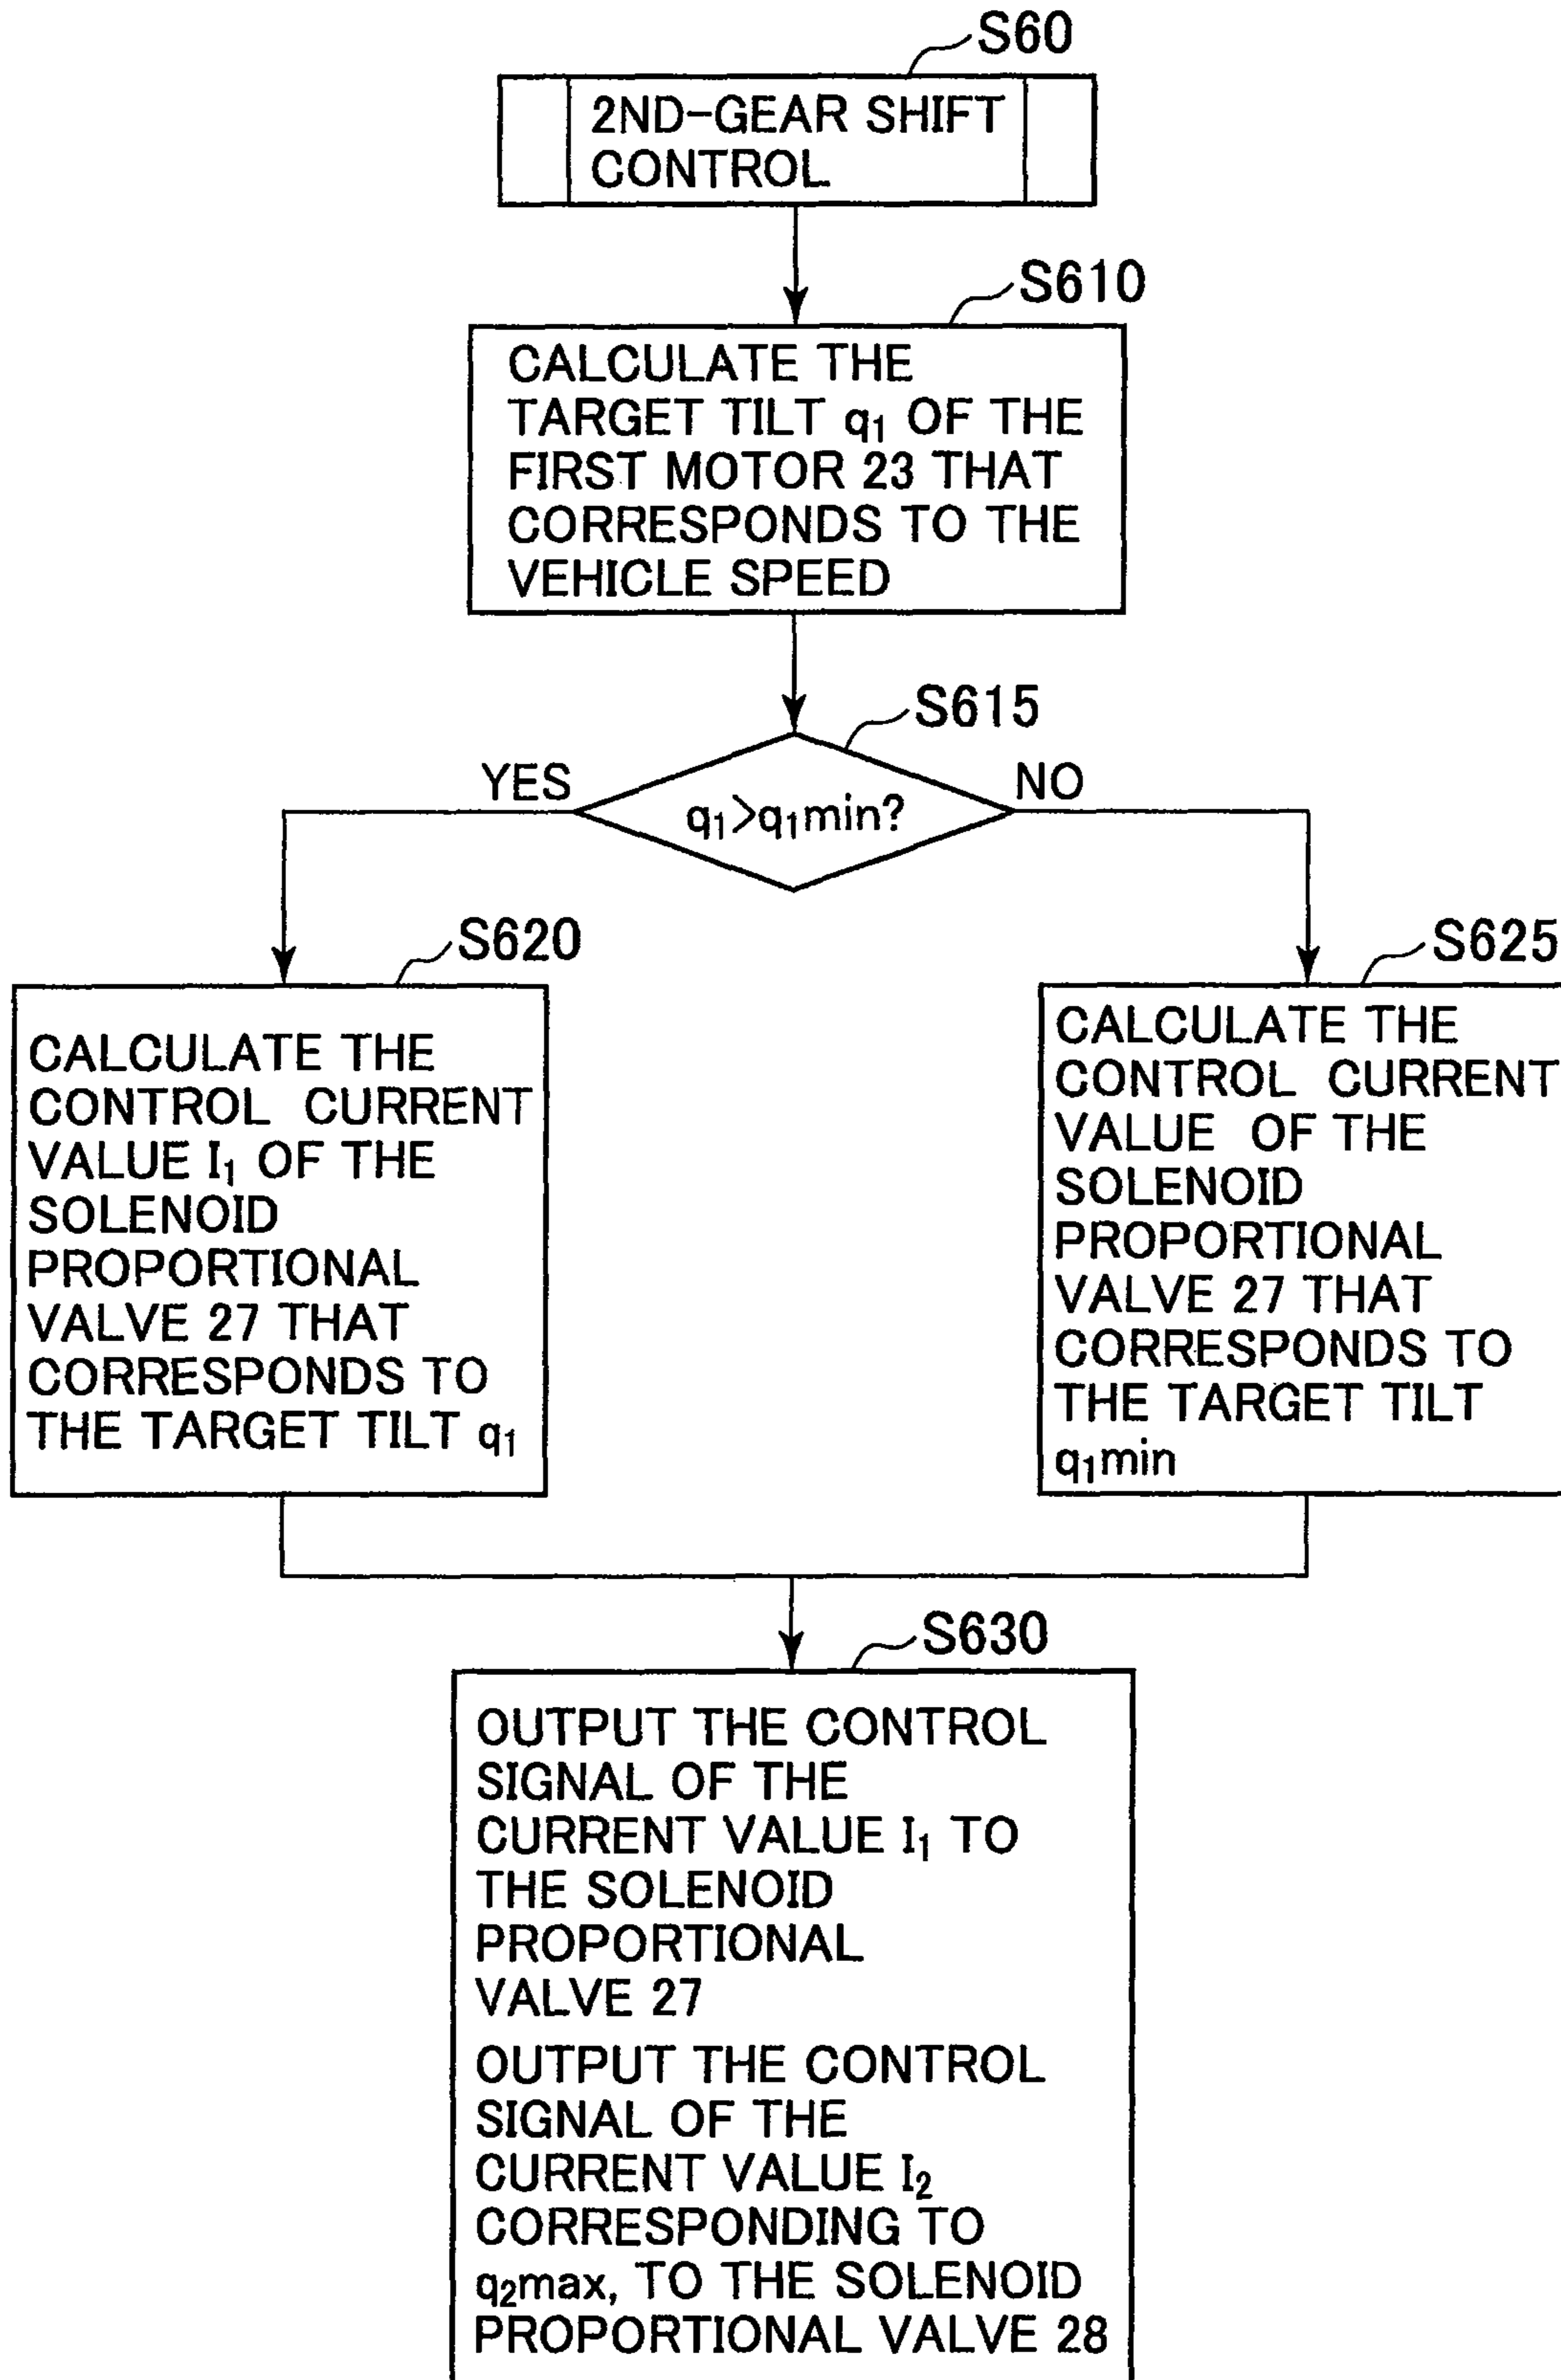 S60
2ND-GEAR SHIFT
CONTROL
S610
CALCULATE THE
TARGET TILT q₁ OF THE
FIRST MOTOR 23 THAT
CORRESPONDS TO THE
VEHICLE SPEED
S615
YES
q₁>q₁min?
NO
S620
CALCULATE THE
CONTROL CURRENT
VALUE I₁ OF THE
SOLENOID
PROPORTIONAL
VALVE 27 THAT
CORRESPONDS TO
THE TARGET TILT q₁
S625
CALCULATE THE
CONTROL CURRENT
VALUE OF THE
SOLENOID
PROPORTIONAL
VALVE 27 THAT
CORRESPONDS TO
THE TARGET TILT
q₁min
S630
OUTPUT THE CONTROL
SIGNAL OF THE
CURRENT VALUE I₁ TO
THE SOLENOID
PROPORTIONAL
VALVE 27
OUTPUT THE CONTROL
SIGNAL OF THE
CURRENT VALUE I₂
CORRESPONDING TO
q₂max, TO THE SOLENOID
PROPORTIONAL VALVE 28